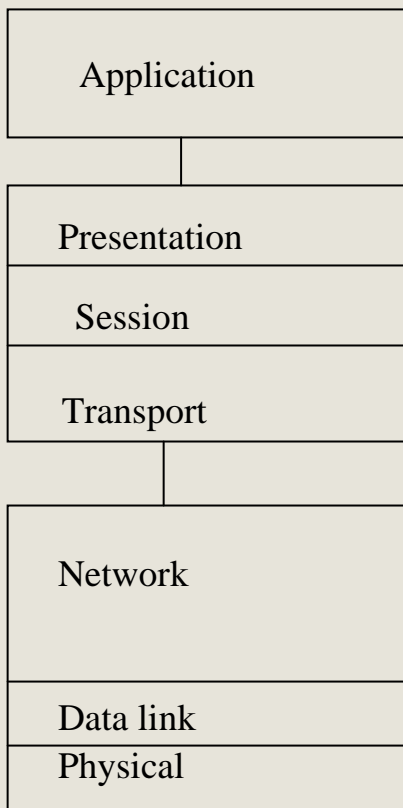 Application
Presentation
Session
Transport
Network
Data link
Physical